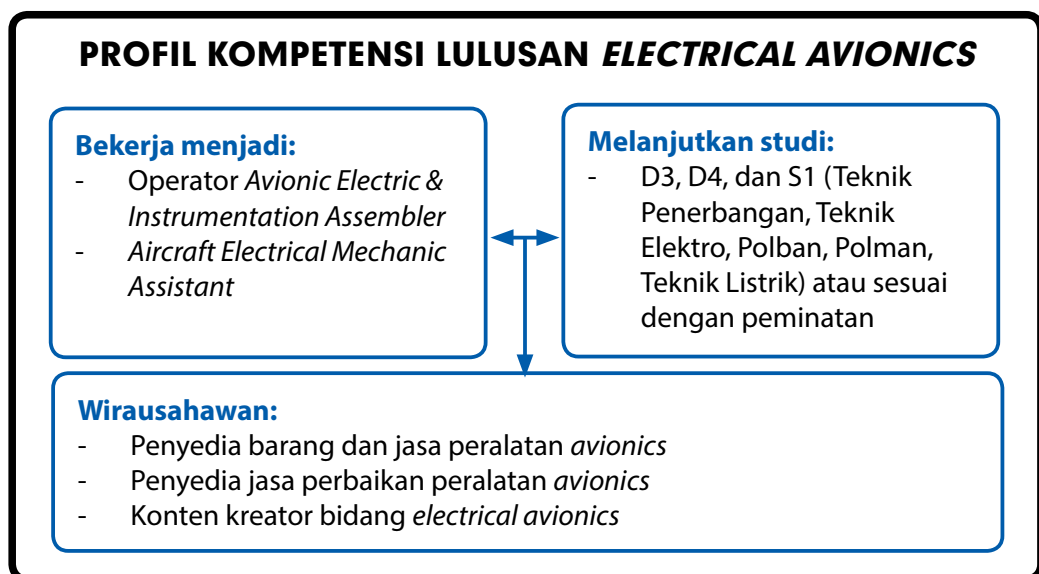 PROFIL KOMPETENSI LULUSAN ELECTRICAL AVIONICS
Bekerja menjadi:
- Operator Avionic Electric &
Instrumentation Assembler
- Aircraft Electrical Mechanic
Assistant
Melanjutkan studi:
- D3, D4, dan S1 (Teknik
Penerbangan, Teknik
Elektro, Polban, Polman,
Teknik Listrik) atau sesuai
dengan peminatan
Wirausahawan:
- Penyedia barang dan jasa peralatan avionics
- Penyedia jasa perbaikan peralatan avionics
- Konten kreator bidang electrical avionics